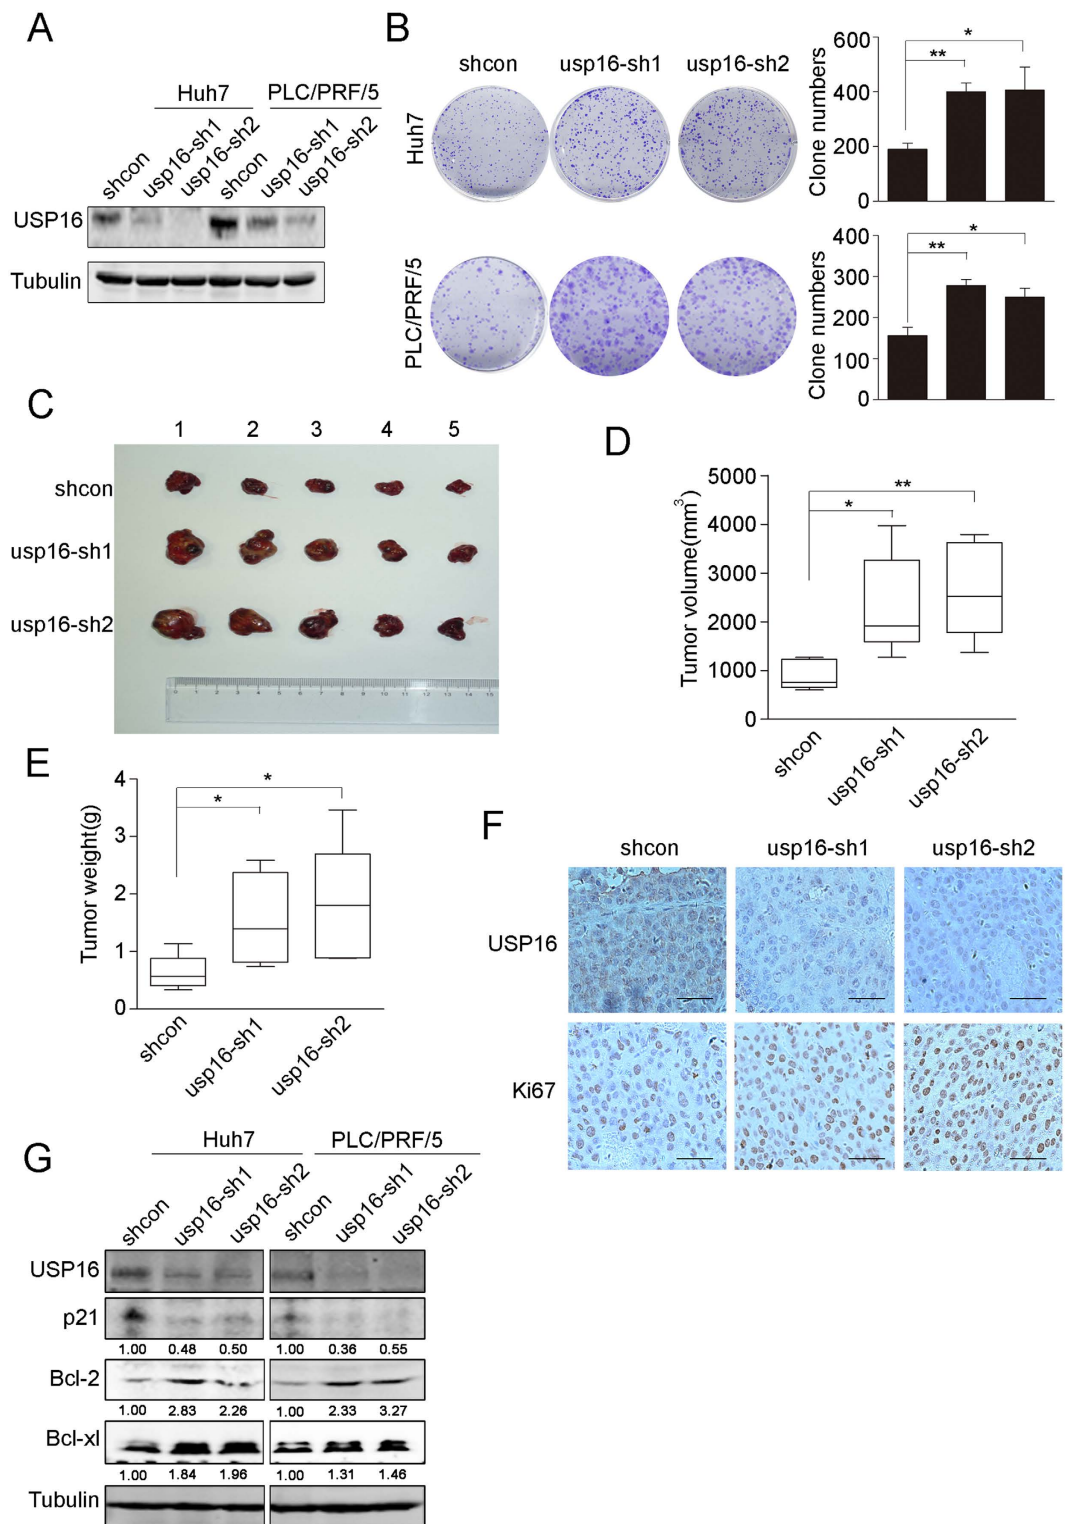 A
Huh7 PLC/PRF/5
shcon usp16-sh1 usp16-sh2 shcon usp16-sh1 usp16-sh2
USP16
Tubulin
B
shcon usp16-sh1 usp16-sh2
Huh7
PLC/PRF/5
Clone numbers
600
400
200
0
* **
Clone numbers
400
300
200
100
0
* **
C
1 2 3 4 5
shcon
usp16-sh1
usp16-sh2
D
Tumor volume(mm3)
5000
4000
3000
2000
1000
0
**
*
shcon usp16-sh1 usp16-sh2
E
Tumor weight(g)
4
3
2
1
0
*
*
shcon usp16-sh1 usp16-sh2
F
shcon usp16-sh1 usp16-sh2
USP16
Ki67
G
Huh7 PLC/PRF/5
shcon usp16-sh1 usp16-sh2 shcon usp16-sh1 usp16-sh2
USP16
p21
1.00 0.48 0.50 1.00 0.36 0.55
Bcl-2
1.00 2.83 2.26 1.00 2.33 3.27
Bcl-xl
1.00 1.84 1.96 1.00 1.31 1.46
Tubulin